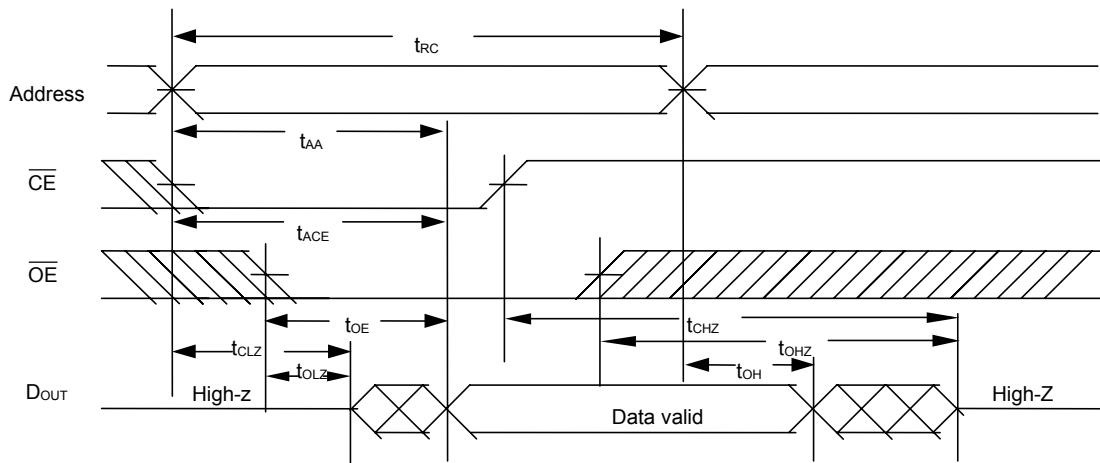 tRC
Address
tAA
CE
tACE
OE
tOE
tCHZ
tCLZ
tOHZ
tOLZ
tOH
DOUT
High-z
Data valid
High-Z